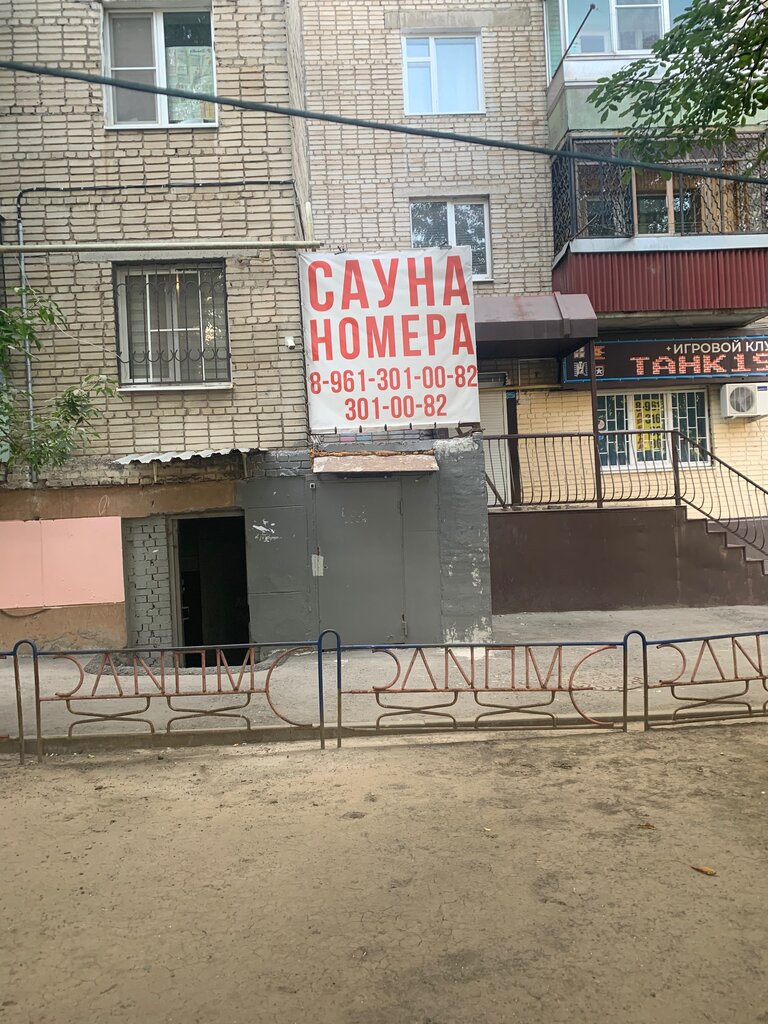 САУНА
НОМЕРА
8-961-301-00-82
301-00-82
ИГРОВОЙ КЛУ
ТАНК